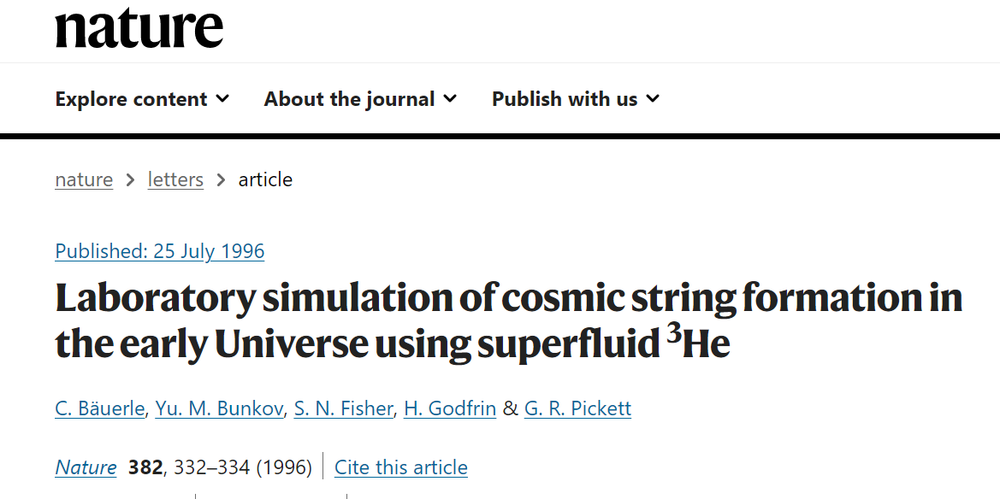 nature
Explore content About the journal Publish with us
nature > letters > article
Published: 25 July 1996
Laboratory simulation of cosmic string formation in
the early Universe using superfluid ³He
C. Bäuerle, Yu. M. Bunkov, S. N. Fisher, H. Godfrin & G. R. Pickett
Nature 382, 332–334 (1996) | Cite this article